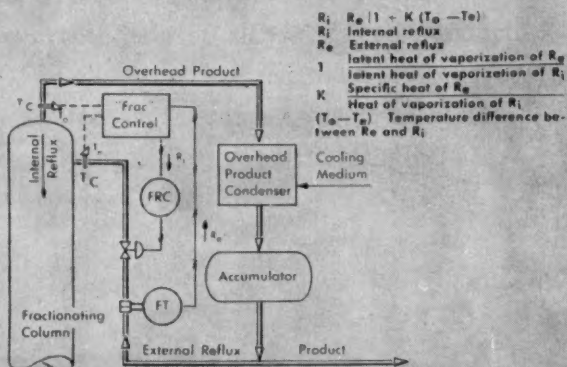 Ri Re |1 + K (To —Te)
Ri Internal reflux
Re External reflux
1 latent heat of vaporization of Re
latent heat of vaporization of Ri
K Specific heat of Re
Heat of vaporization of Ri
(To—Te) Temperature difference between Re and Ri
Overhead Product
TC
To
"Frac"
Control
Internal
Reflux
Te
TC
Ri
FRC
Re
Overhead
Product
Condenser
Cooling
Medium
Accumulator
FT
Fractionating
Column
External Reflux
Product